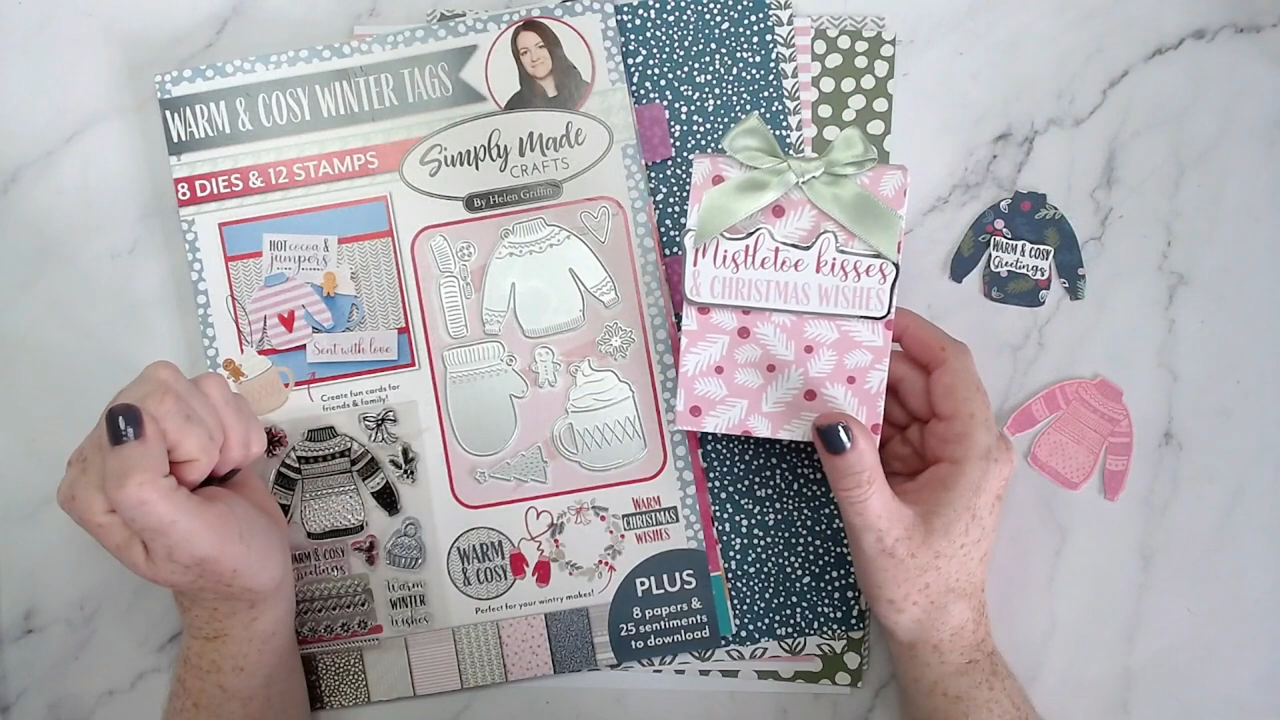 WARM & COSY WINTER TAGS
8 DIES & 12 STAMPS
Simply Made
CRAFTS
By Helen Griffin
HOT cocoa &
jumpers
Sent with love
Create fun cards for
friends & family!
WARM & COSY
Greetings
Warm
WINTER
Wishes
WARM
& COSY
WARM
CHRISTMAS
WISHES
Perfect for your wintry makes!
PLUS
8 papers &
25 sentiments
to download
Mistletoe kisses
& CHRISTMAS WISHES
WARM & COSY
Greetings